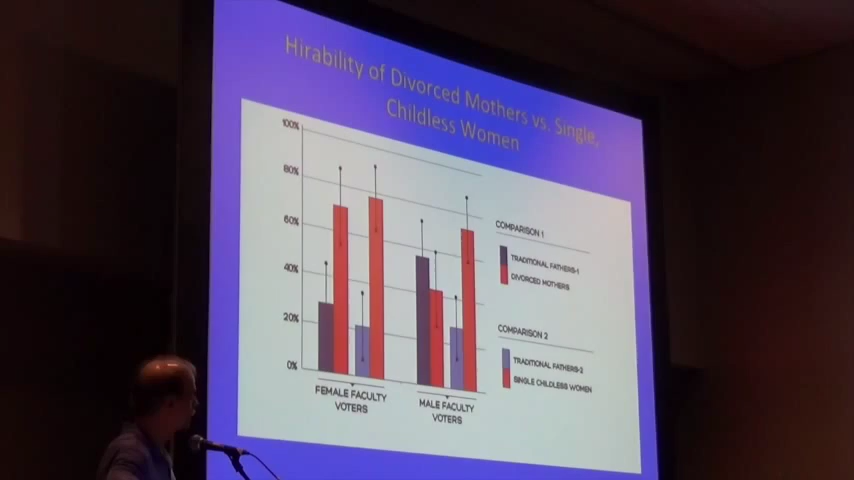 Hirability of Divorced Mothers vs. Single,
Childless Women
100%
80%
60%
40%
20%
0%
FEMALE FACULTY
VOTERS
MALE FACULTY
VOTERS
COMPARISON 1
TRADITIONAL FATHERS-1
DIVORCED MOTHERS
COMPARISON 2
TRADITIONAL FATHERS-2
SINGLE CHILDLESS WOMEN